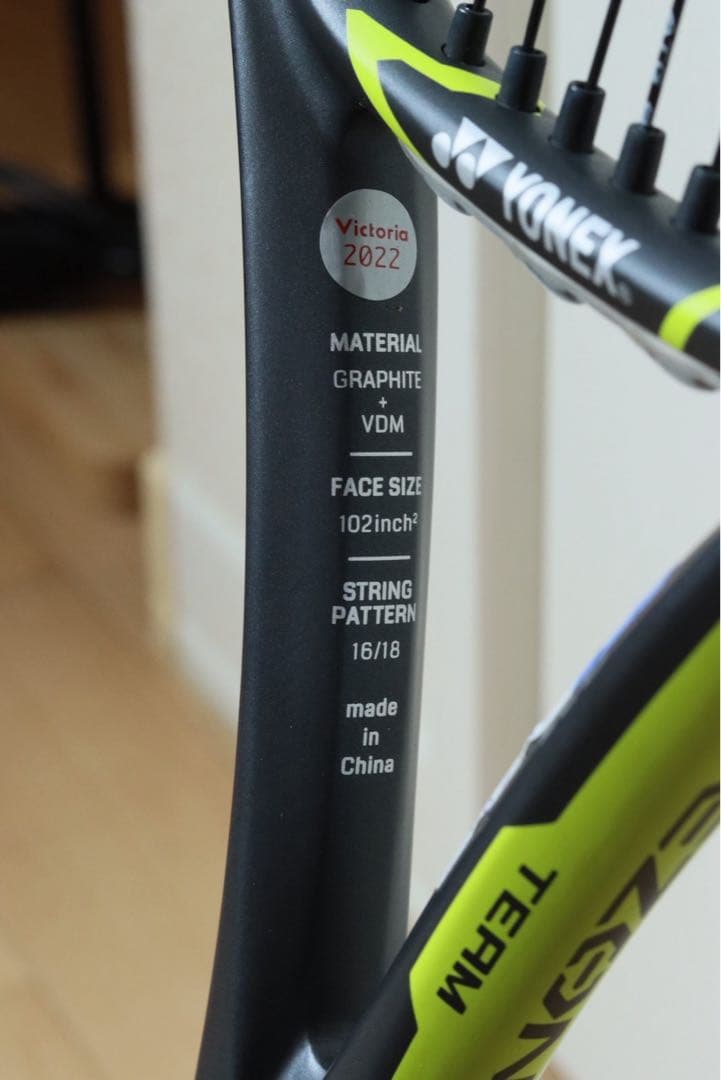 YONEX
Victoria
2022
MATERIAL
GRAPHITE
+
VDM
FACE SIZE
102inch²
STRING
PATTERN
16/18
made
in
China
TEAM